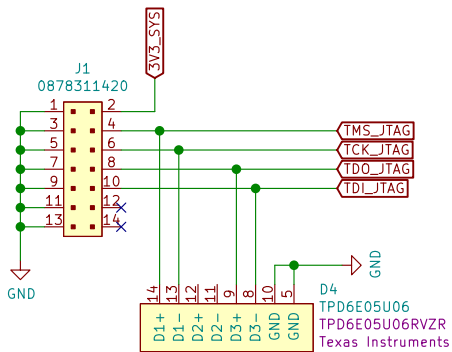 3V3_SYS
J1
0878311420
1 2
3 4
5 6
7 8
9 10
11 12
13 14
TMS_JTAG
TCK_JTAG
TDO_JTAG
TDI_JTAG
GND
GND
14 13 12 11 9 8 10 5
D1+ D1- D2+ D2- D3+ D3- GND GND
D4
TPD6E05U06
TPD6E05U06RVZR
Texas Instruments